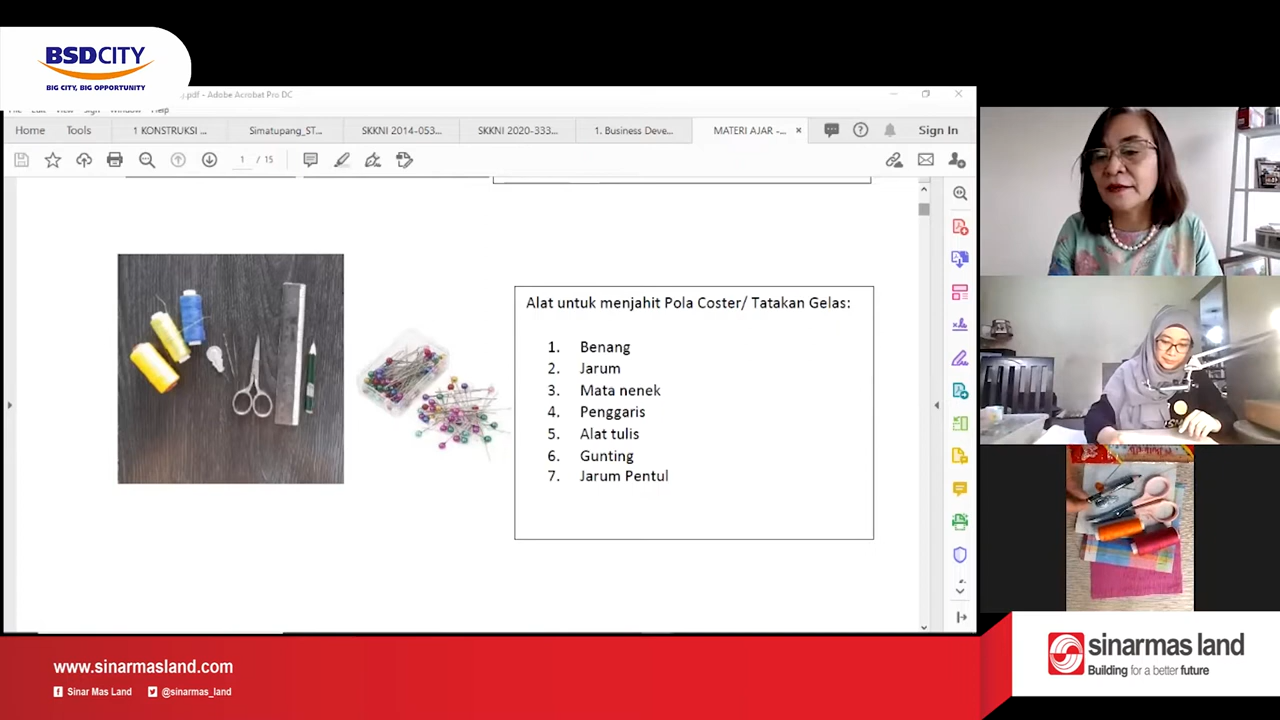 BSDCITY
BIG CITY, BIG OPPORTUNITY
.pdf - Adobe Acrobat Pro DC
Window Help
Home Tools 1 KONSTRUKSI ... Simatupang_ST... SKKNI 2014-053... SKKNI 2020-333... 1. Business Deve... MATERI AJAR -... × Sign In
1 / 15
Alat untuk menjahit Pola Coster/ Tatakan Gelas:
1. Benang
2. Jarum
3. Mata nenek
4. Penggaris
5. Alat tulis
6. Gunting
7. Jarum Pentul
www.sinarmasland.com
Sinar Mas Land @sinarmas_land
sinarmas land
Building for a better future